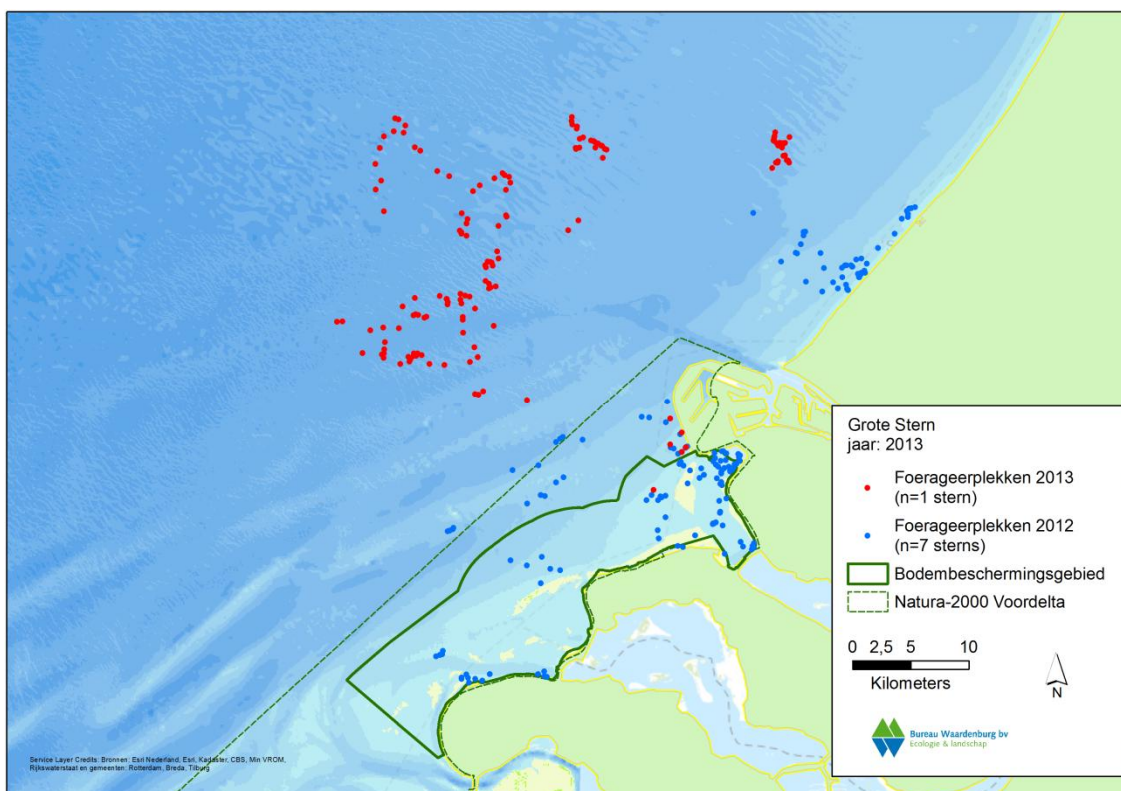 Grote Stern
jaar: 2013
Foerageerplekken 2013
(n=1 stern)
Foerageerplekken 2012
(n=7 sterns)
Bodembeschermingsgebied
Natura-2000 Voordelta
0 2,5 5 10
Kilometers
N
Bureau Waardenburg bv
Ecologie & landschap
Service Layer Credits: Bronnen: Esri Nederland, Esri, Kadaster, CBS, Min VROM,
Rijkswaterstaat en gemeenten: Rotterdam, Breda, Tilburg